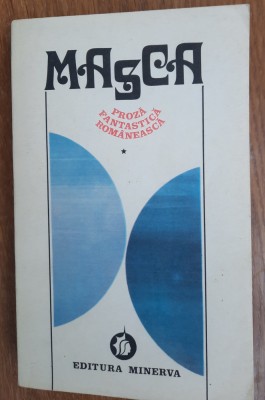 MASCA
PROZĂ
FANTASTICĂ
ROMÂNEASCĂ
*
EDITURA MINERVA